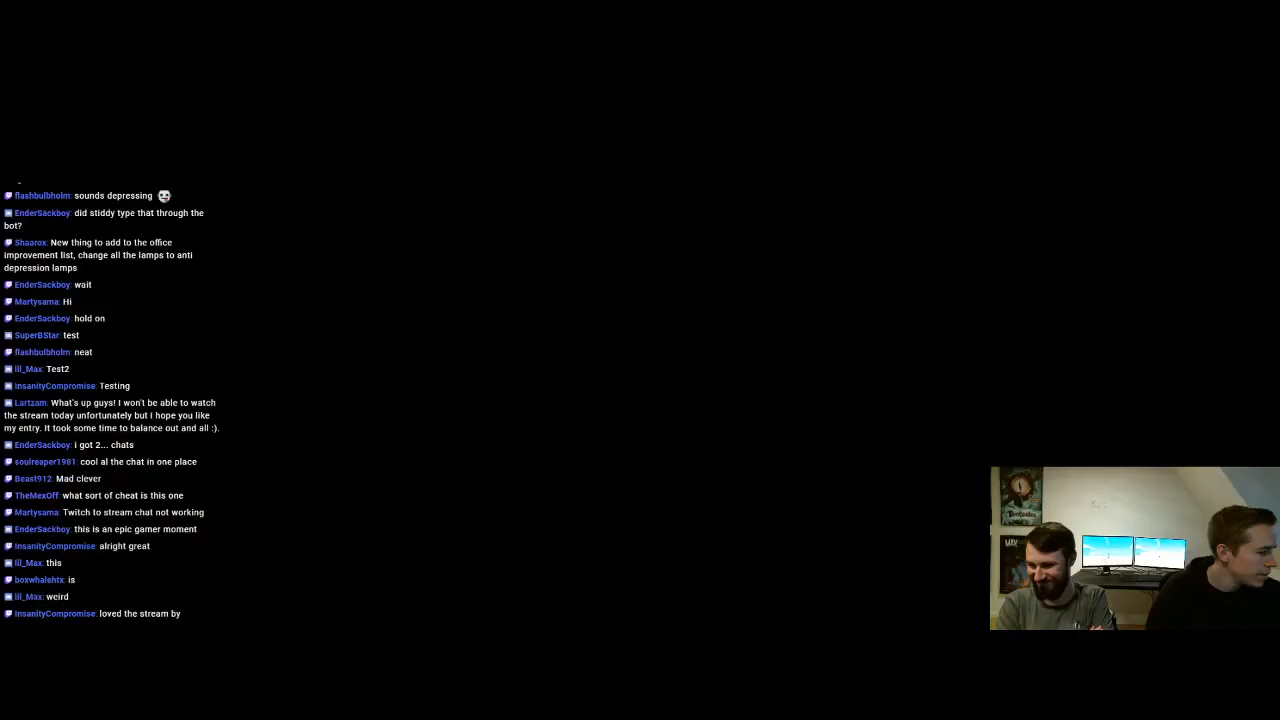 flashbulbholm: sounds depressing
EnderSackboy: did stiddy type that through the
bot?
Shaarox: New thing to add to the office
improvement list, change all the lamps to anti
depression lamps
EnderSackboy: wait
Martysama: Hi
EnderSackboy: hold on
SuperBStar: test
flashbulbholm: neat
lil_Max: Test2
InsanityCompromise: Testing
Lartzam: What's up guys! I won't be able to watch
the stream today unfortunately but I hope you like
my entry. It took some time to balance out and all :).
EnderSackboy: i got 2... chats
soulreaper1981: cool al the chat in one place
Beast912: Mad clever
TheMexOff: what sort of cheat is this one
Martysama: Twitch to stream chat not working
EnderSackboy: this is an epic gamer moment
InsanityCompromise: alright great
lil_Max: this
boxwhalehtx: is
lil_Max: weird
InsanityCompromise: loved the stream by
MAX